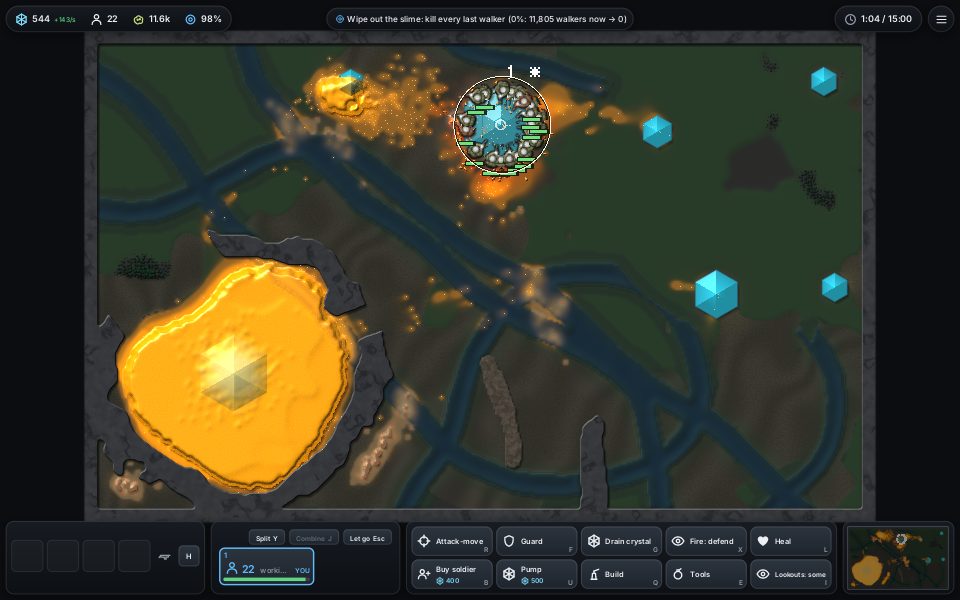 544 +143/s 22 11.6k 98%
Wipe out the slime: kill every last walker (0%: 11,805 walkers now → 0)
1:04 / 15:00
1
H
Split Y Combine J Let go Esc
1
22 worki... YOU
Attack-move R
Guard F
Drain crystal G
Fire: defend X
Heal L
Buy soldier 400 B
Pump 500 U
Build Q
Tools E
Lookouts: some I